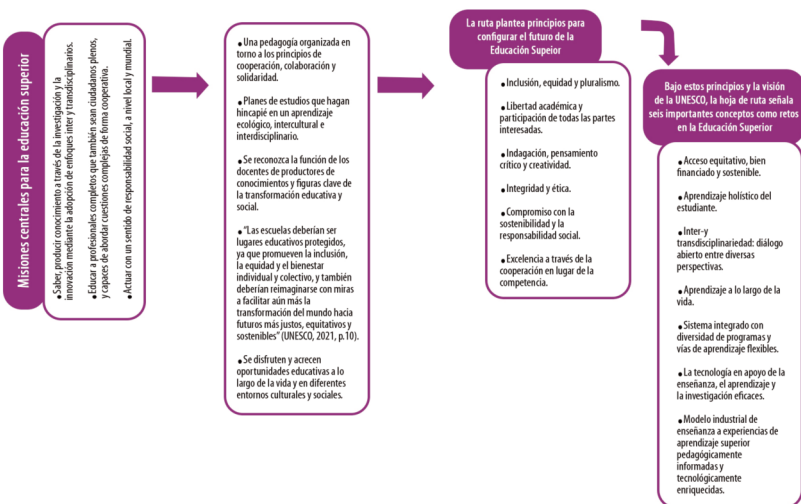 Misiones centrales para la educación superior
• Saber, producir conocimiento a través de la investigación y la
innovación mediante la adopción de enfoques inter y transdisciplinarios.
• Educar a profesionales completos que también sean ciudadanos plenos,
y capaces de abordar cuestiones complejas de forma cooperativa.
• Actuar con un sentido de responsabilidad social, a nivel local y mundial.
• Una pedagogía organizada en
torno a los principios de
cooperación, colaboración y
solidaridad.
• Planes de estudios que hagan
hincapié en un aprendizaje
ecológico, intercultural e
interdisciplinario.
• Se reconozca la función de los
docentes de productores de
conocimientos y figuras clave de
la transformación educativa y
social.
• "Las escuelas deberían ser
lugares educativos protegidos,
ya que promueven la inclusión,
la equidad y el bienestar
individual y colectivo, y también
deberían reimaginarse con miras
a facilitar aún más la
transformación del mundo hacia
futuros más justos, equitativos y
sostenibles" (UNESCO, 2021, p.10).
• Se disfruten y acrecen
oportunidades educativas a lo
largo de la vida y en diferentes
entornos culturales y sociales.
La ruta plantea principios para
configurar el futuro de la
Educación Supeior
• Inclusión, equidad y pluralismo.
• Libertad académica y
participación de todas las partes
interesadas.
• Indagación, pensamiento
crítico y creatividad.
• Integridad y ética.
• Compromiso con la
sostenibilidad y la
responsabilidad social.
• Excelencia a través de la
cooperación en lugar de la
competencia.
Bajo estos principios y la visión
de la UNESCO, la hoja de ruta señala
seis importantes conceptos como retos
en la Educación Superior
• Acceso equitativo, bien
financiado y sostenible.
• Aprendizaje holístico del
estudiante.
• Inter-y
transdisciplinariedad: diálogo
abierto entre diversas
perspectivas.
• Aprendizaje a lo largo de la
vida.
• Sistema integrado con
diversidad de programas y
vías de aprendizaje flexibles.
• La tecnología en apoyo de la
enseñanza, el aprendizaje y
la investigación eficaces.
• Modelo industrial de
enseñanza a experiencias de
aprendizaje superior
pedagógicamente
informadas y
tecnológicamente
enriquecidas.